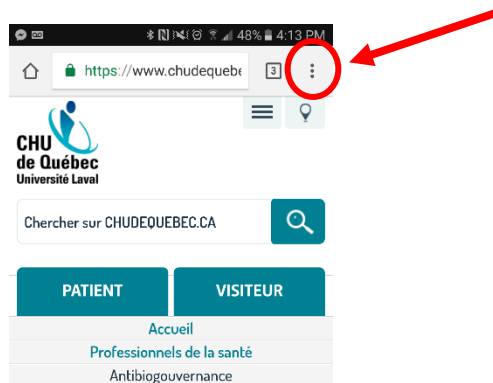 48% 4:13 PM
https://www.chudequebe 3
CHU
de Québec
Université Laval
Chercher sur CHUDEQUEBEC.CA
PATIENT VISITEUR
Accueil
Professionnels de la santé
Antibiogouvernance